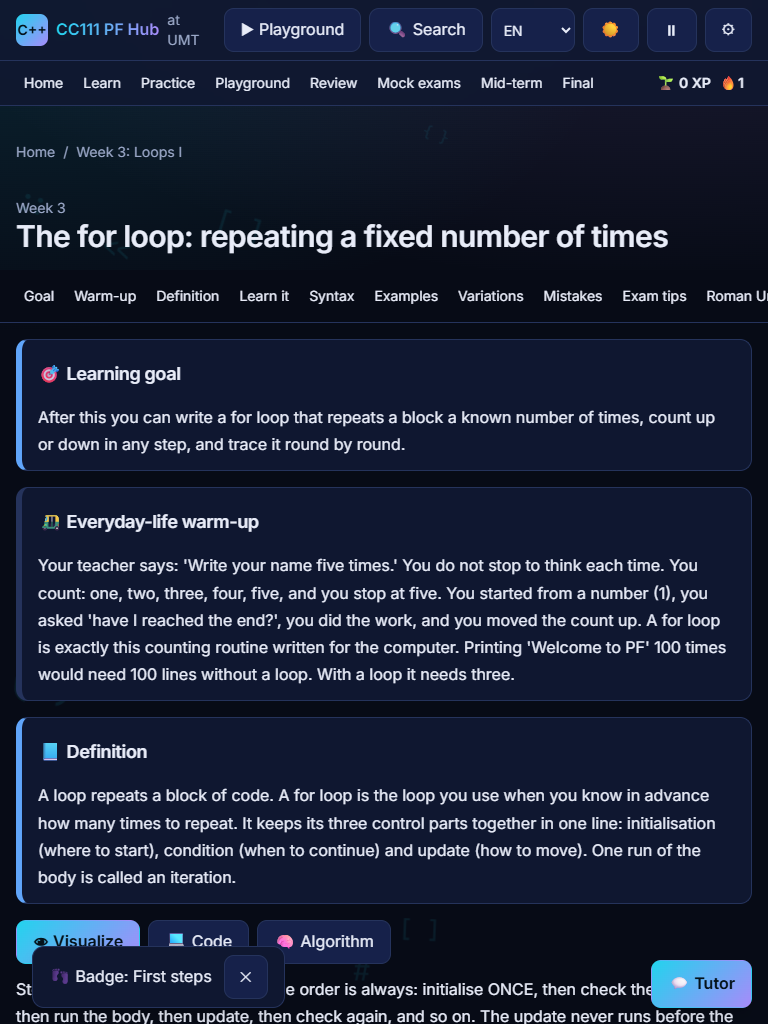 C++ CC111 PF Hub at UMT ▶ Playground 🔍 Search EN
Home Learn Practice Playground Review Mock exams Mid-term Final 🌱 0 XP 🔥1
Home / Week 3: Loops I
Week 3
The for loop: repeating a fixed number of times
Goal Warm-up Definition Learn it Syntax Examples Variations Mistakes Exam tips Roman
🎯 Learning goal
After this you can write a for loop that repeats a block a known number of times, count up
or down in any step, and trace it round by round.
🛺 Everyday-life warm-up
Your teacher says: 'Write your name five times.' You do not stop to think each time. You
count: one, two, three, four, five, and you stop at five. You started from a number (1), you
asked 'have I reached the end?', you did the work, and you moved the count up. A for loop
is exactly this counting routine written for the computer. Printing 'Welcome to PF' 100 times
would need 100 lines without a loop. With a loop it needs three.
📘 Definition
A loop repeats a block of code. A for loop is the loop you use when you know in advance
how many times to repeat. It keeps its three control parts together in one line: initialisation
(where to start), condition (when to continue) and update (how to move). One run of the
body is called an iteration.
👁 Visualize 💻 Code 🧠 Algorithm
👣 Badge: First steps ×
order is always: initialise ONCE, then check
💬 Tutor
then run the body, then update, then check again, and so on. The update never runs before the